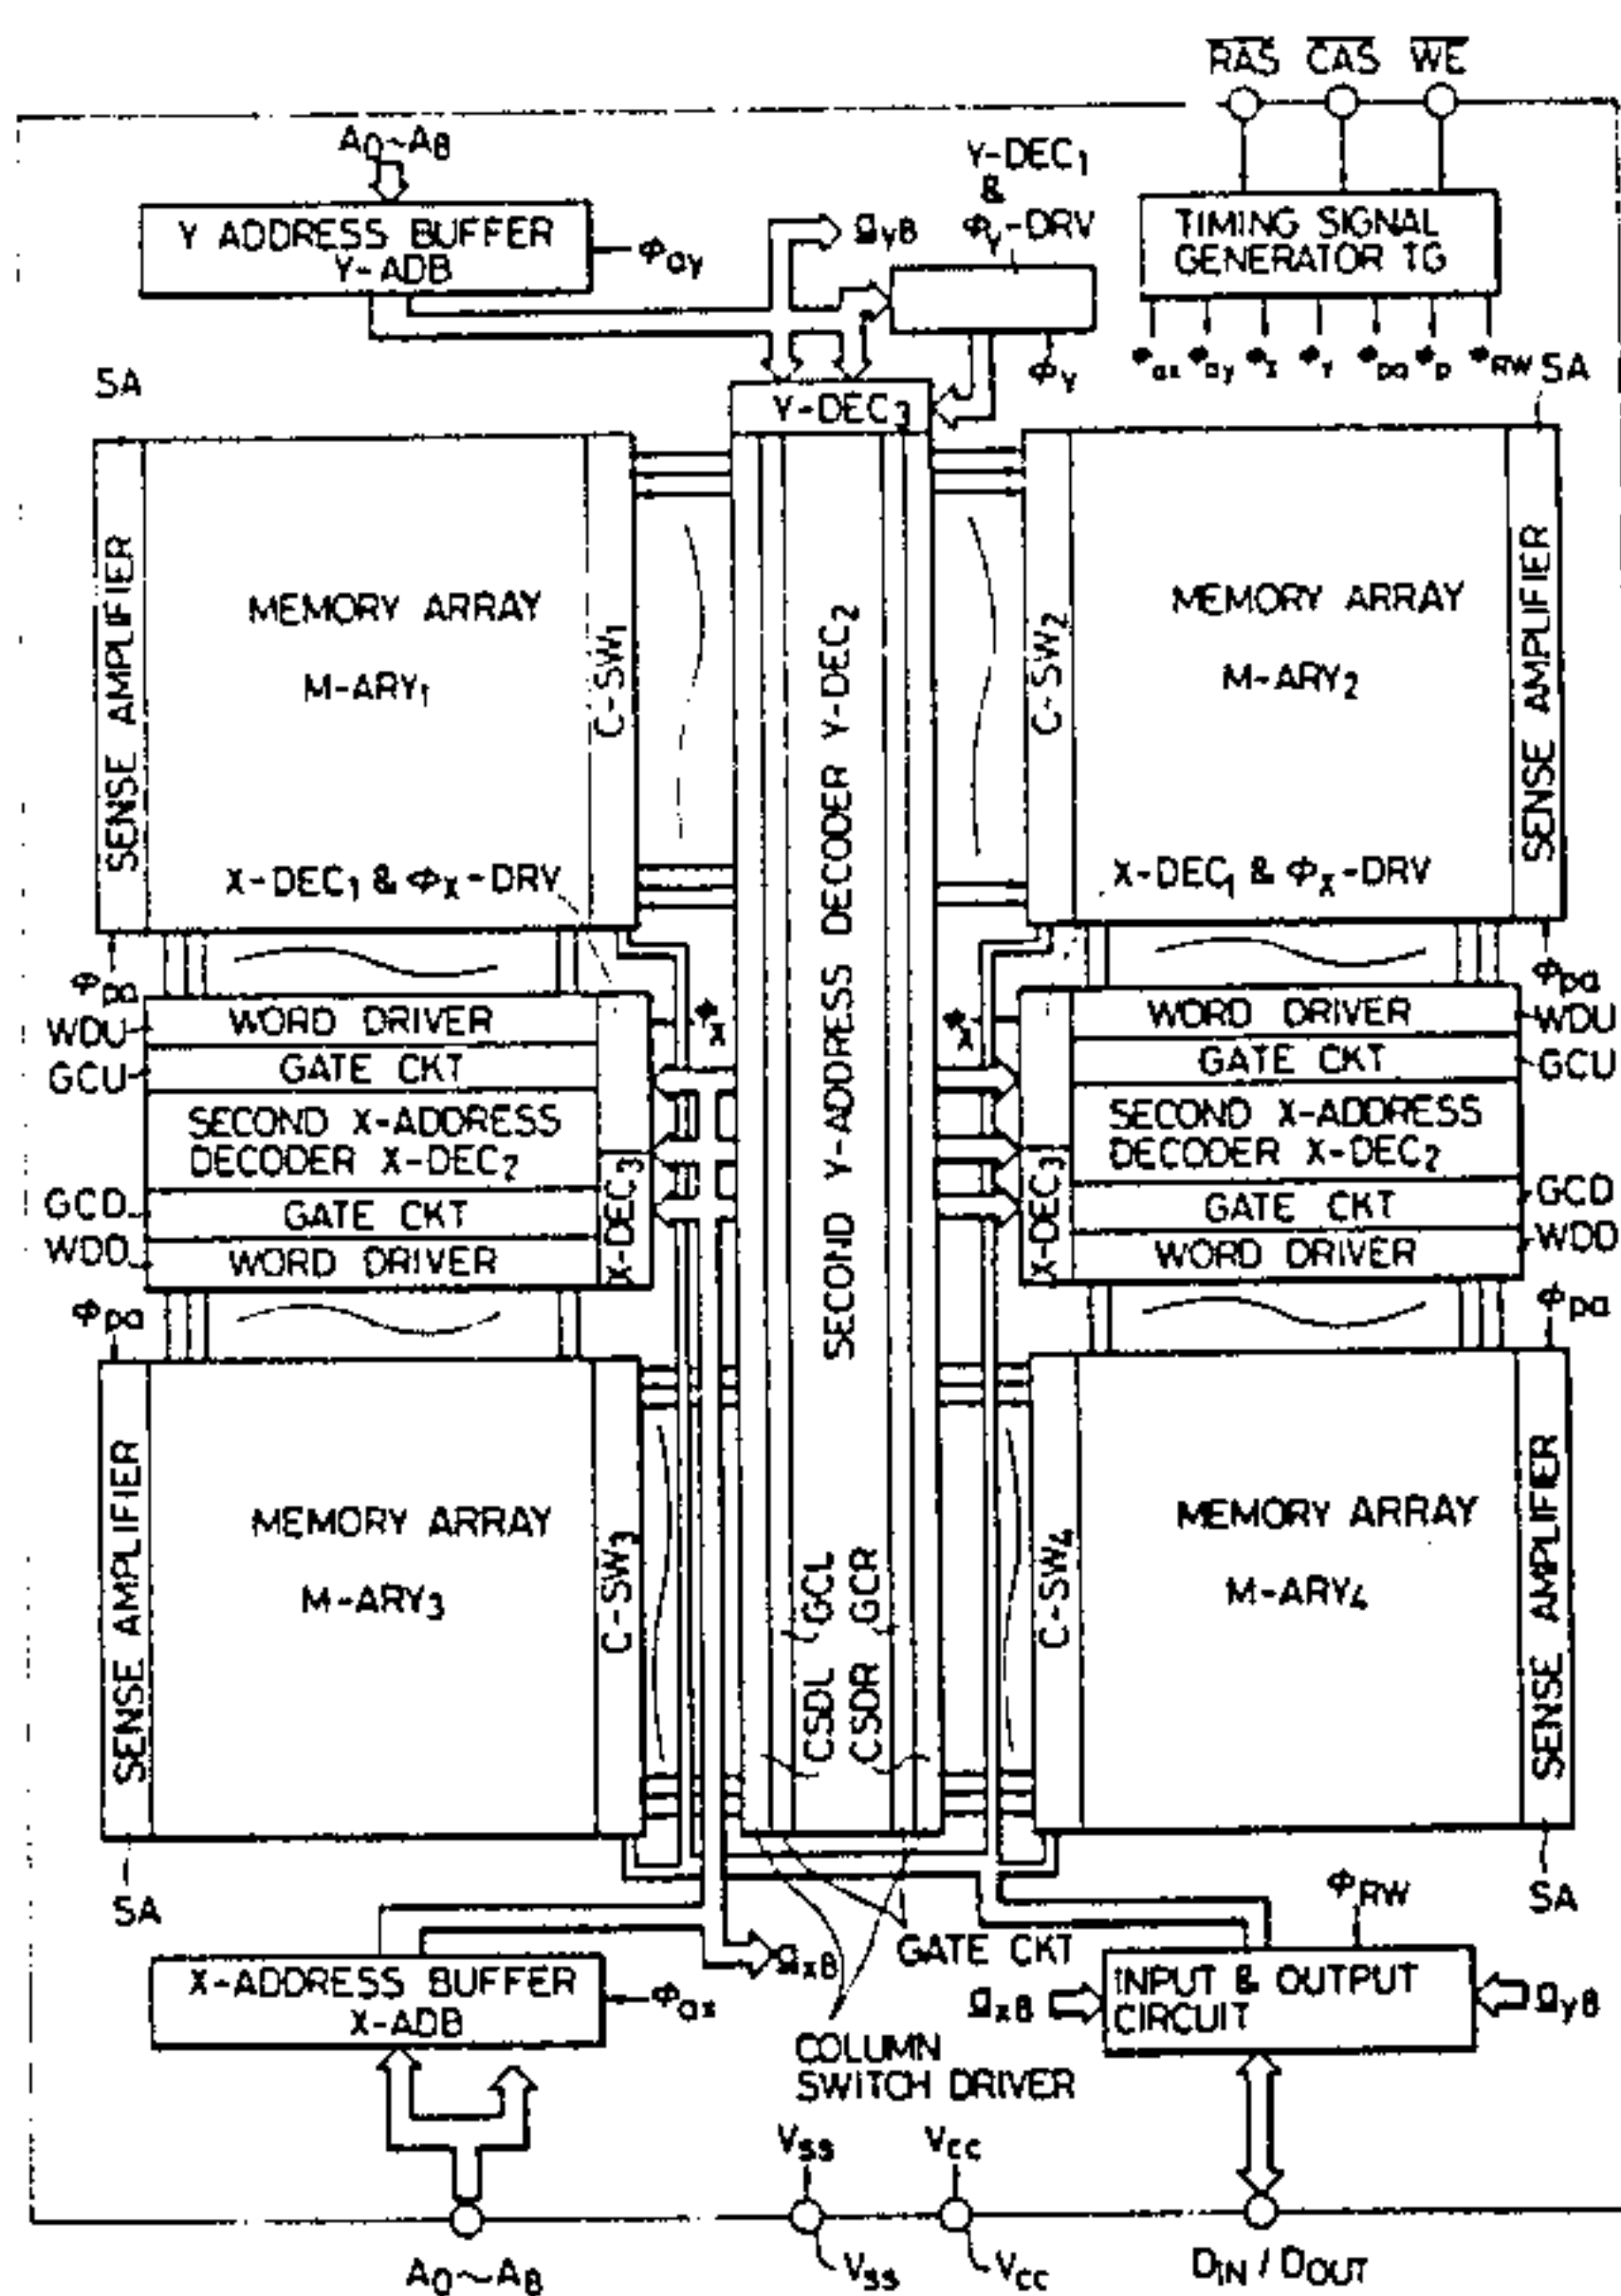 RAS CAS WE
A0~A8
Y-DEC1
&
ΦY-DRV
Y ADDRESS BUFFER
Y-ADB
Φay
ayB
TIMING SIGNAL
GENERATOR TG
Φax Φay Φx ΦY Φpa Φp ΦRW
ΦY
SA
SA
Y-DEC3
SENSE AMPLIFIER
MEMORY ARRAY
M-ARY1
C-SW1
SECOND Y-ADDRESS DECODER Y-DEC2
C-SW2
MEMORY ARRAY
M-ARY2
SENSE AMPLIFIER
X-DEC1 & ΦX-DRV
X-DEC1 & ΦX-DRV
Φpa
Φpa
WDU
WORD DRIVER
Φx
Φx
WORD DRIVER
WDU
GCU
GATE CKT
GATE CKT
GCU
SECOND X-ADDRESS
DECODER X-DEC2
X-DEC3
X-DEC3
SECOND X-ADDRESS
DECODER X-DEC2
GCD
GATE CKT
GATE CKT
GCD
WDD
WORD DRIVER
WORD DRIVER
WDD
Φpa
Φpa
SENSE AMPLIFIER
MEMORY ARRAY
M-ARY3
C-SW3
CSDL GCL
CSDR GCR
C-SW4
MEMORY ARRAY
M-ARY4
SENSE AMPLIFIER
SA
SA
ΦRW
GATE CKT
axB
X-ADDRESS BUFFER
X-ADB
Φax
axB
INPUT & OUTPUT
CIRCUIT
ayB
COLUMN
SWITCH DRIVER
VSS
VCC
A0~A8
VSS
VCC
DIN / DOUT